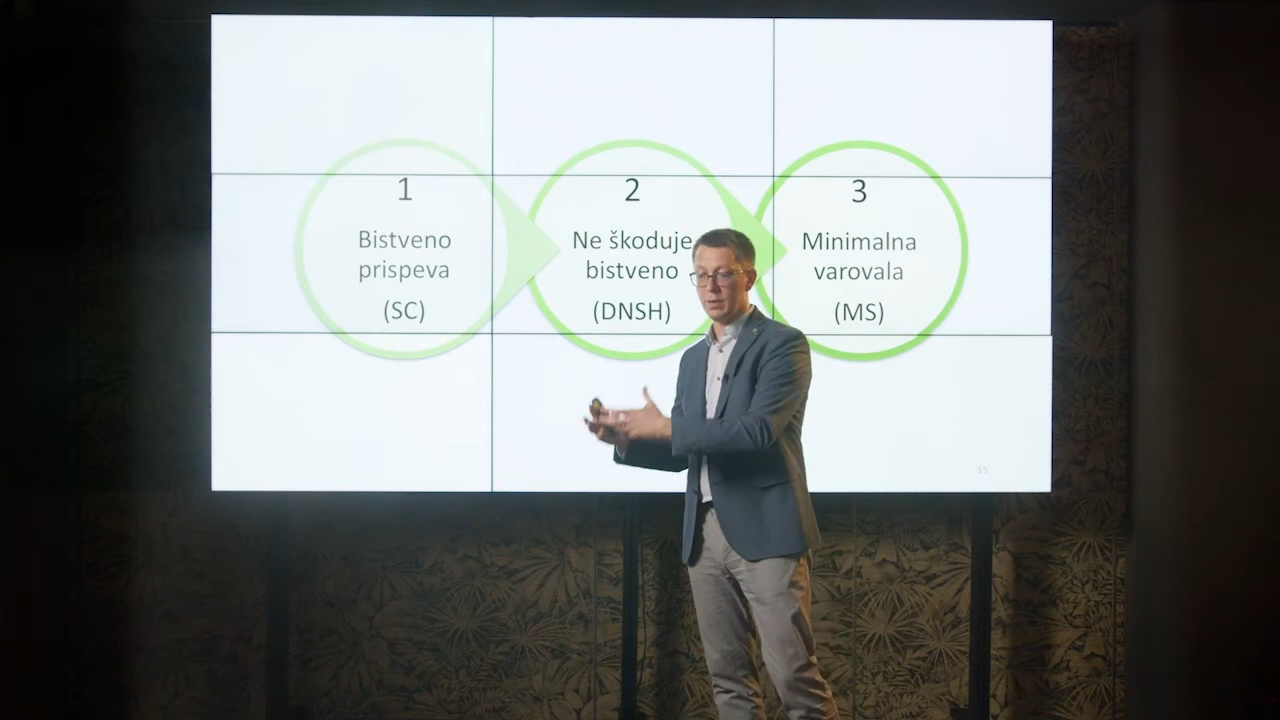 1
Bistveno
prispeva
(SC)
2
Ne škoduje
bistveno
(DNSH)
3
Minimalna
varovala
(MS)